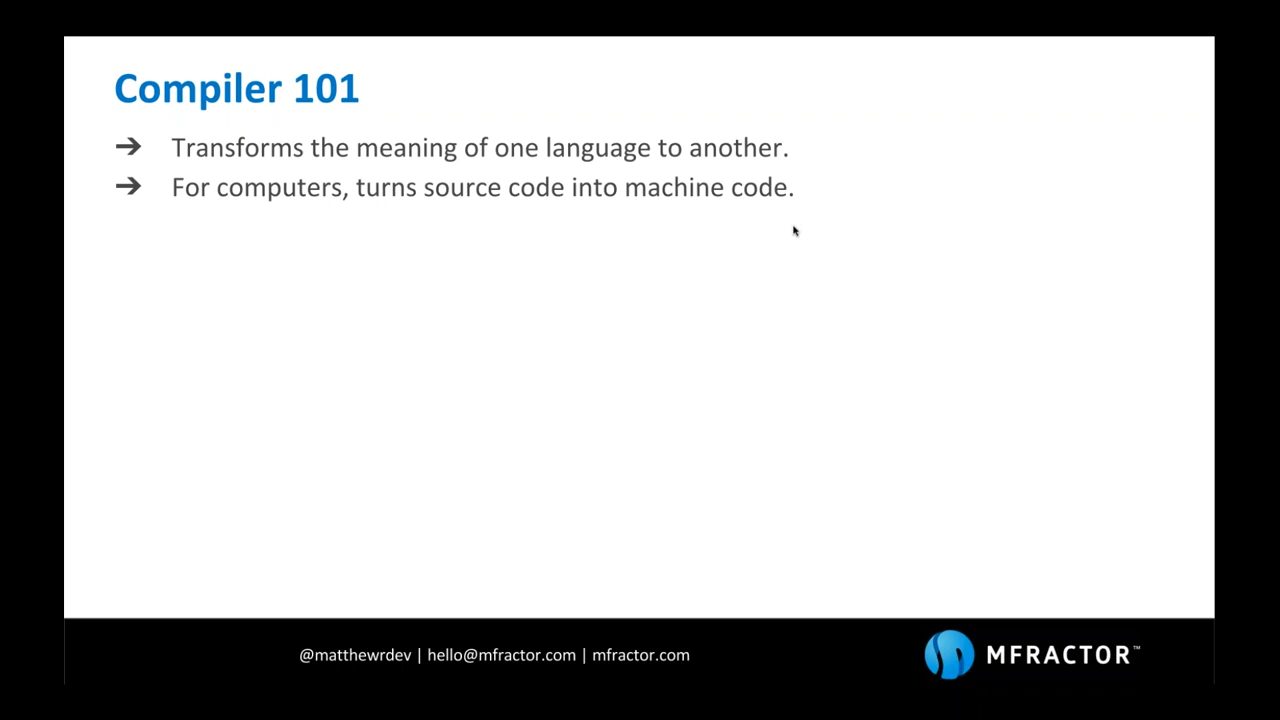 Compiler 101
➔ Transforms the meaning of one language to another.
➔ For computers, turns source code into machine code.
@matthewrdev | hello@mfractor.com | mfractor.com
MFRACTOR™